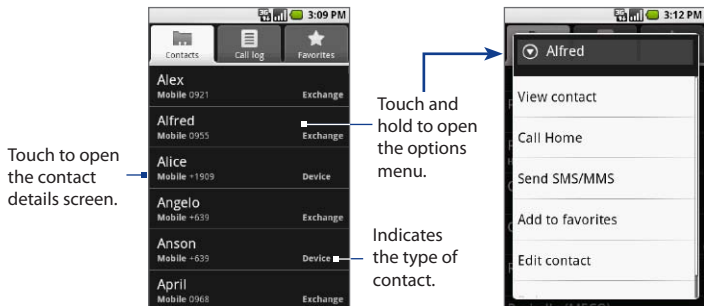 3:09 PM
Contacts
Call log
Favorites
Alex
Mobile 0921 Exchange
Alfred
Mobile 0955 Exchange
Alice
Mobile +1909 Device
Angelo
Mobile +639 Exchange
Anson
Mobile +639 Device
April
Mobile 0968 Exchange
Touch to open
the contact
details screen.
Touch and
hold to open
the options
menu.
Indicates
the type of
contact.
3:12 PM
Alfred
View contact
Call Home
Send SMS/MMS
Add to favorites
Edit contact